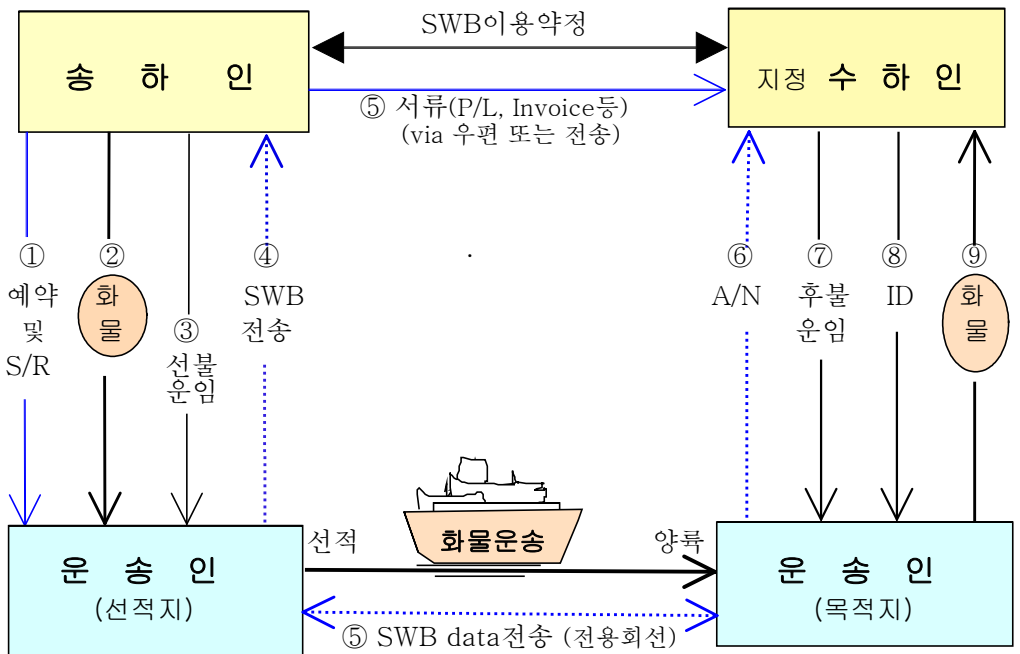 SWB이용약정
송 하 인
지정 수 하 인
⑤ 서류(P/L, Invoice등)
(via 우편 또는 전송)
①
예약
및
S/R
②
화
물
③
선불
운임
④
SWB
전송
⑥
A/N
⑦
후불
운임
⑧
ID
⑨
화
물
선적
화물운송
양륙
운 송 인
(선적지)
운 송 인
(목적지)
⑤ SWB data전송 (전용회선)